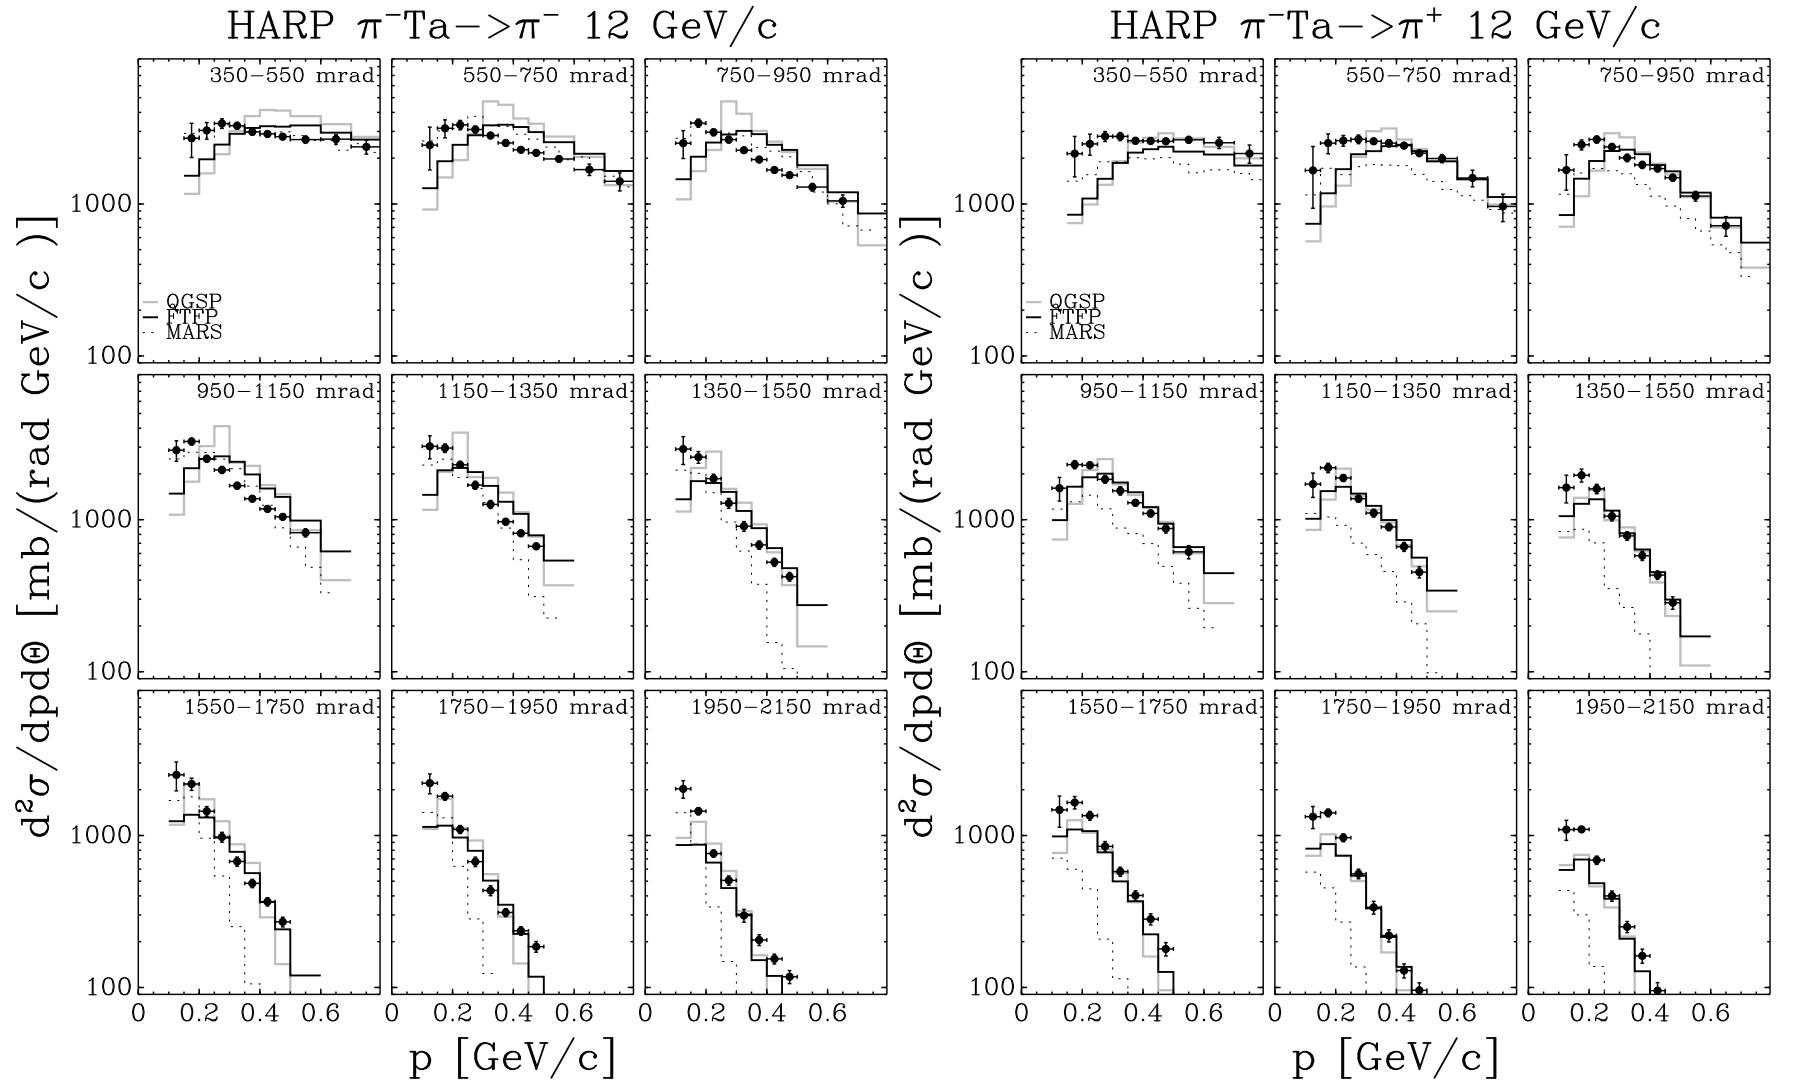 HARP π⁻Ta−>π⁻ 12 GeV/c
HARP π⁻Ta−>π⁺ 12 GeV/c
d²σ/dpdΘ [mb/(rad GeV/c )]
350−550 mrad
550−750 mrad
750−950 mrad
1000
100
QGSP
FTFP
MARS
950−1150 mrad
1150−1350 mrad
1350−1550 mrad
1000
100
1550−1750 mrad
1750−1950 mrad
1950−2150 mrad
1000
100
0 0.2 0.4 0.6 0 0.2 0.4 0.6 0 0.2 0.4 0.6
p [GeV/c]
d²σ/dpdΘ [mb/(rad GeV/c )]
350−550 mrad
550−750 mrad
750−950 mrad
1000
100
QGSP
FTFP
MARS
950−1150 mrad
1150−1350 mrad
1350−1550 mrad
1000
100
1550−1750 mrad
1750−1950 mrad
1950−2150 mrad
1000
100
0 0.2 0.4 0.6 0 0.2 0.4 0.6 0 0.2 0.4 0.6
p [GeV/c]